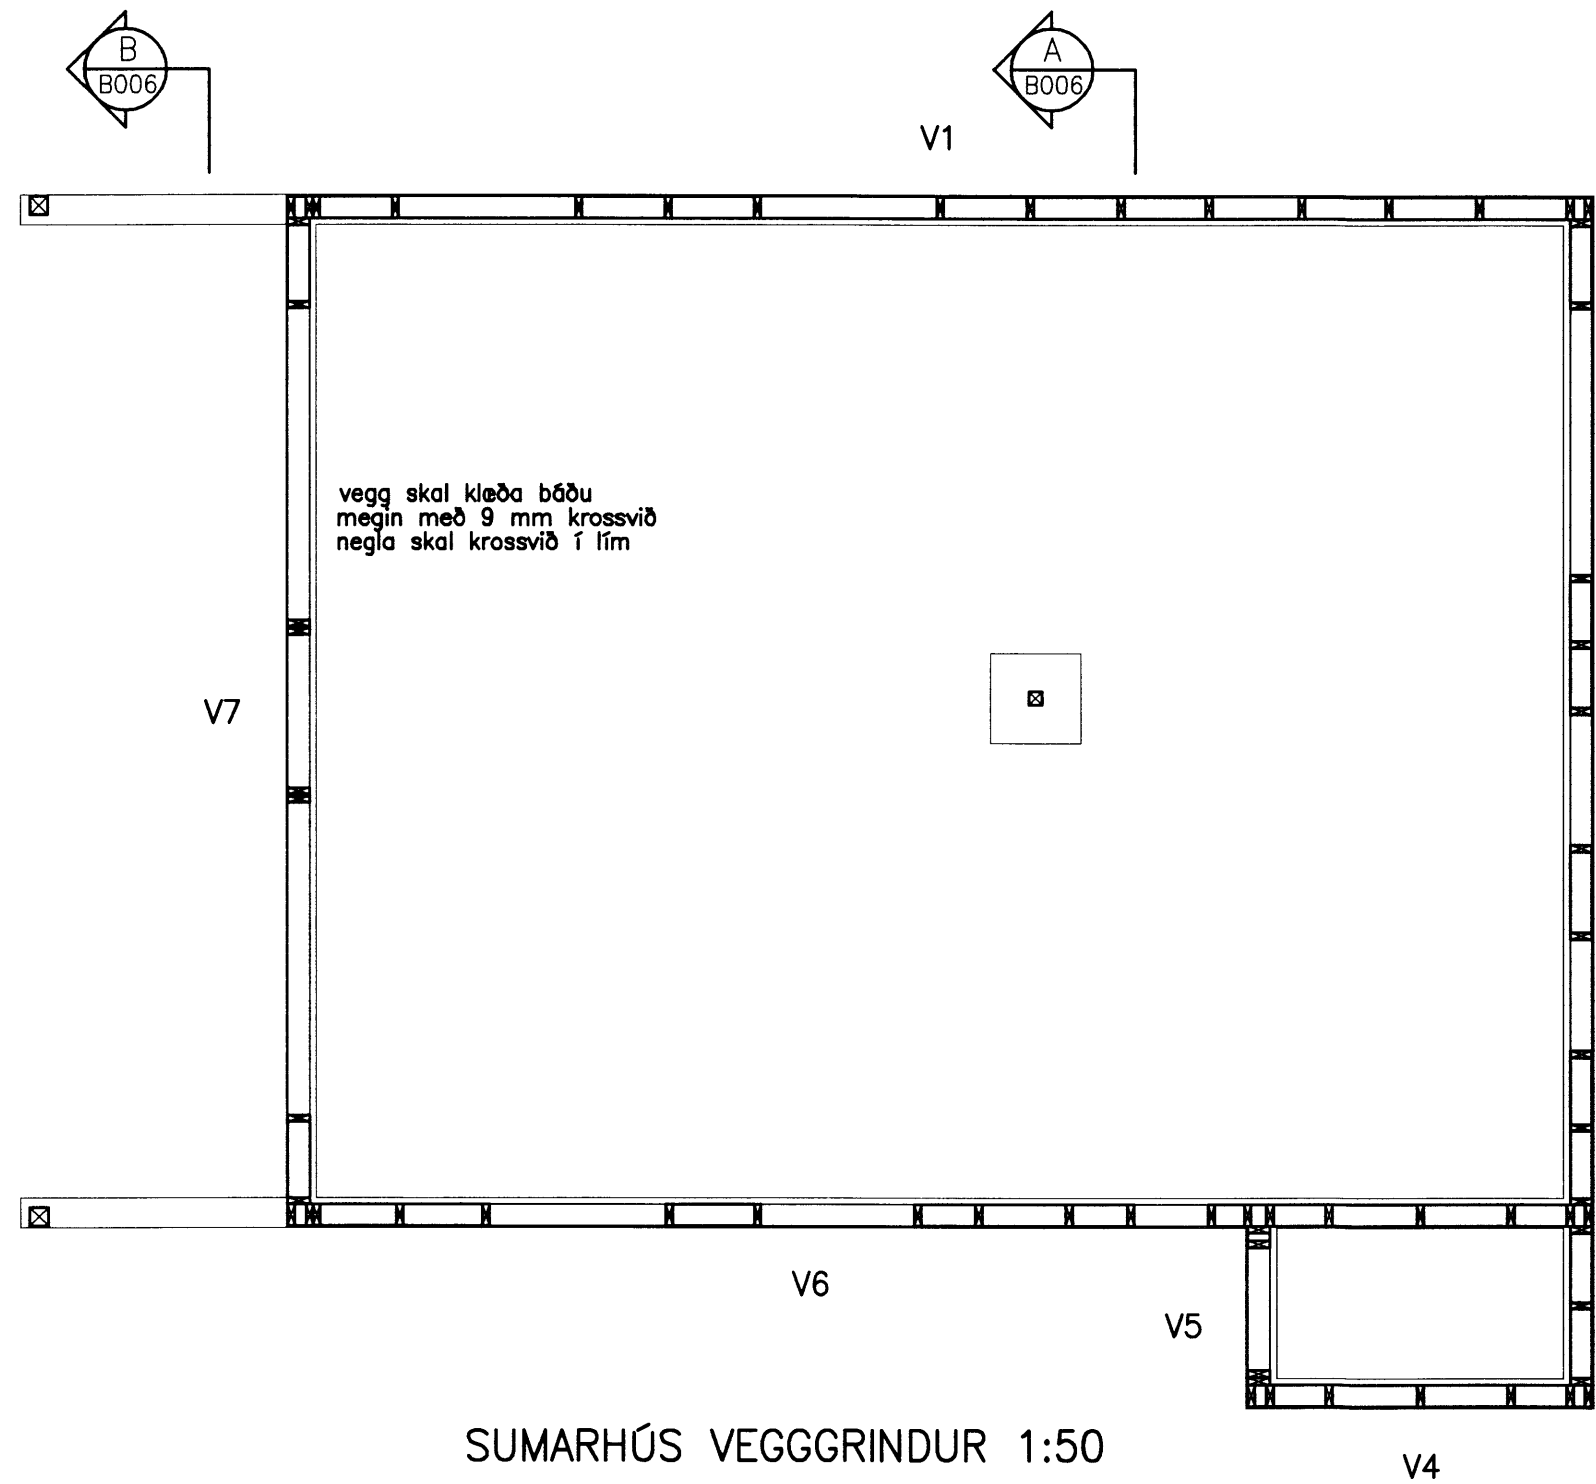 B
B006
A
B006
V1
vegg skal klæða báðu
megin með 9 mm krossvið
negla skal krossvið í lím
V7
V6
V5
SUMARHÚS VEGGGRINDUR 1:50
V4